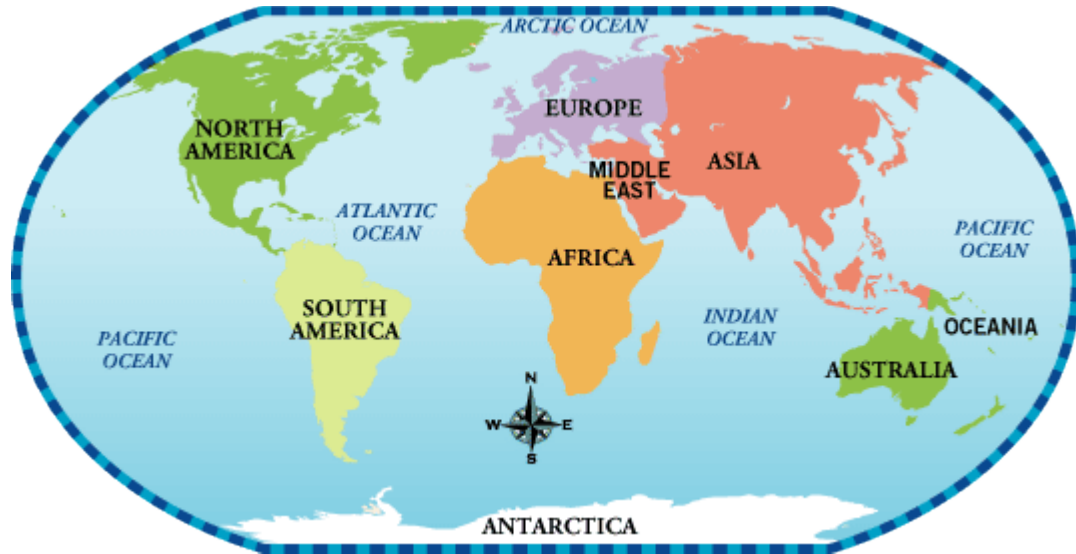 ARCTIC OCEAN
EUROPE
NORTH
AMERICA
ASIA
MIDDLE
EAST
ATLANTIC
OCEAN
PACIFIC
OCEAN
AFRICA
SOUTH
AMERICA
INDIAN
OCEAN
OCEANIA
PACIFIC
OCEAN
AUSTRALIA
N
W
E
S
ANTARCTICA